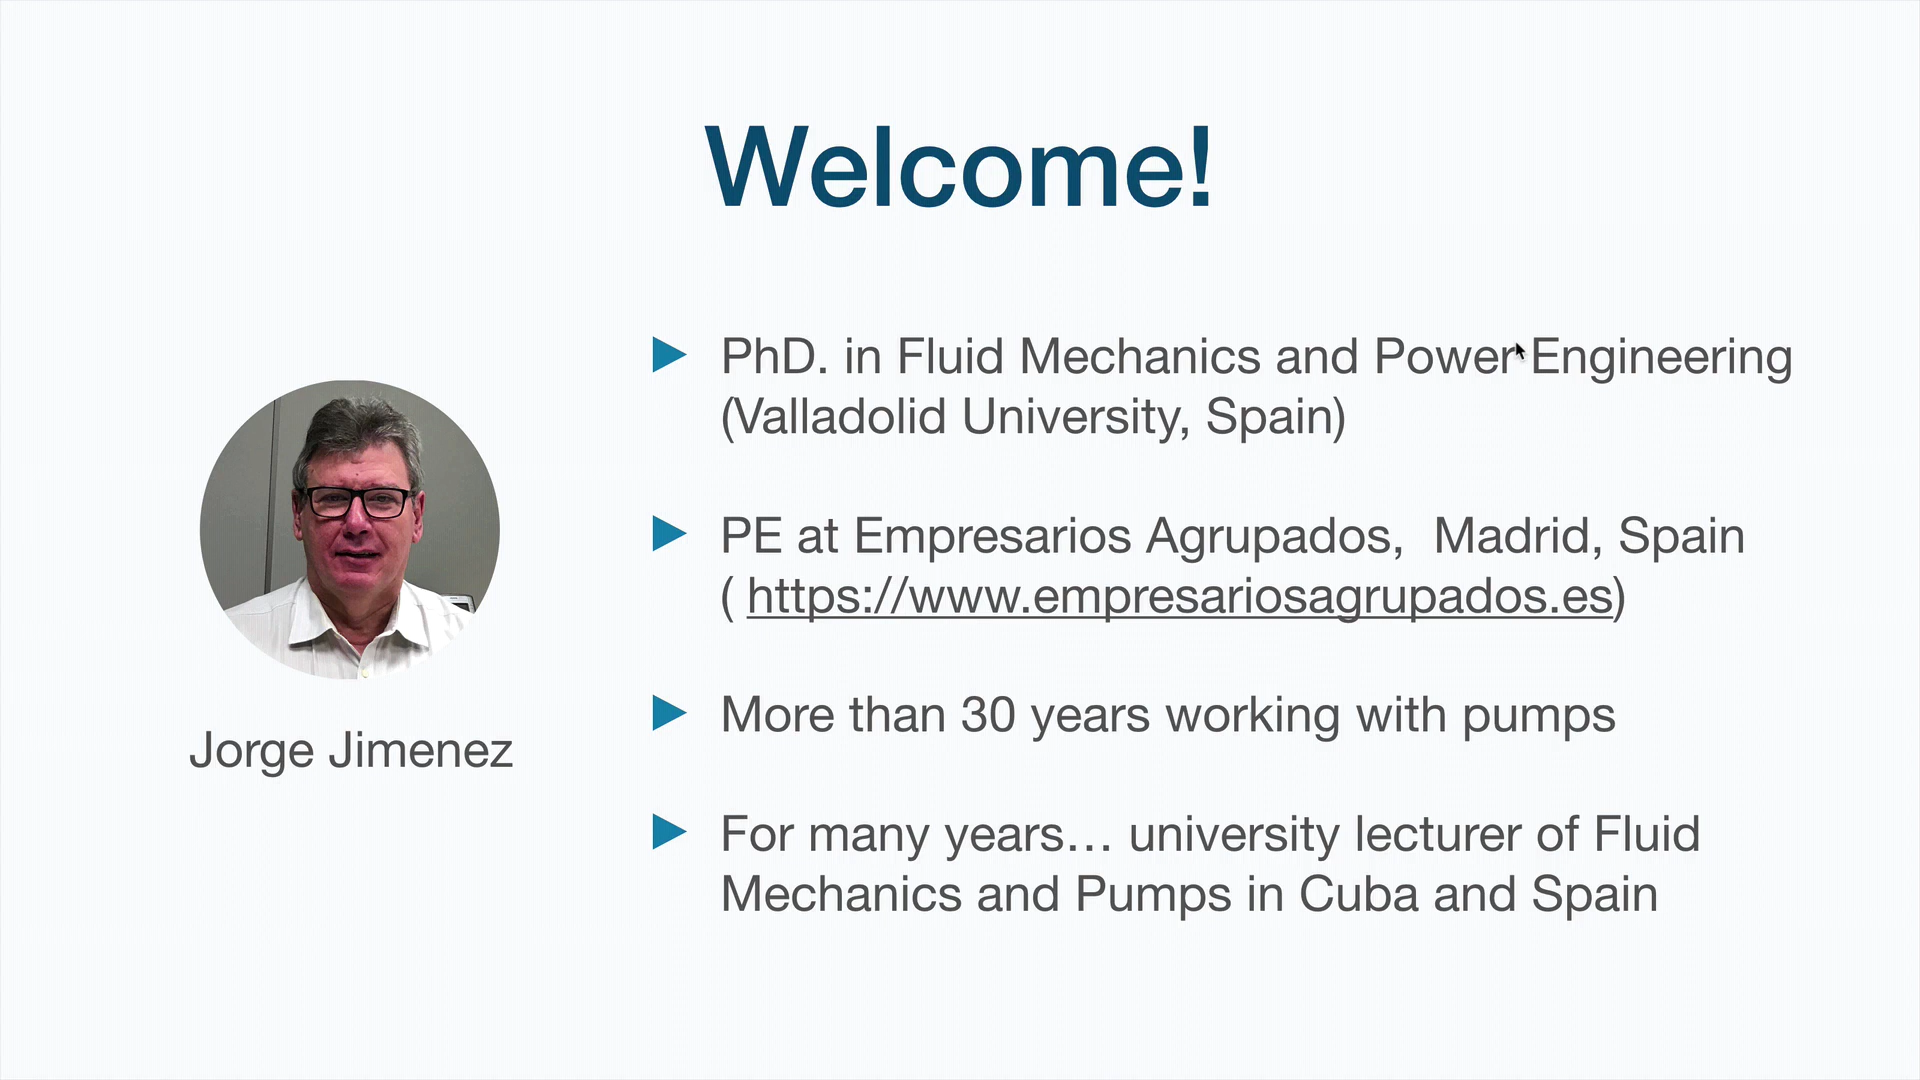 Welcome!
PhD. in Fluid Mechanics and Power Engineering
(Valladolid University, Spain)
PE at Empresarios Agrupados,  Madrid, Spain
( https://www.empresariosagrupados.es)
More than 30 years working with pumps
For many years… university lecturer of Fluid
Mechanics and Pumps in Cuba and Spain
Jorge Jimenez